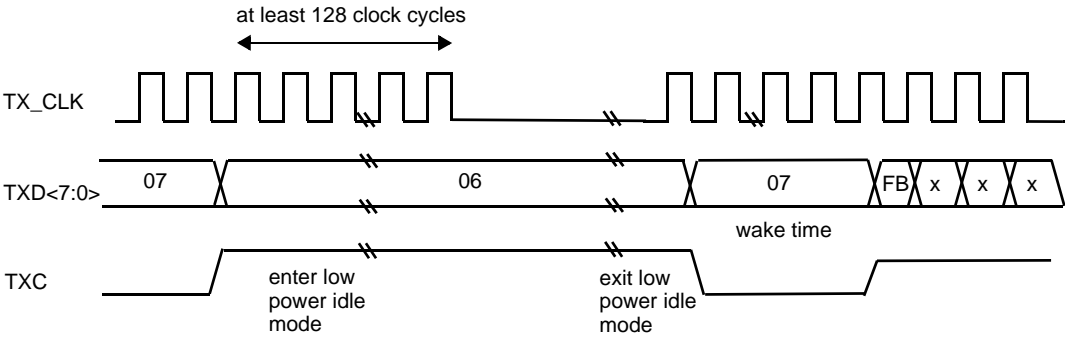 at least 128 clock cycles
TX_CLK
TXD<7:0>
07
06
07
FB
x
x
x
wake time
TXC
enter low
power idle
mode
exit low
power idle
mode